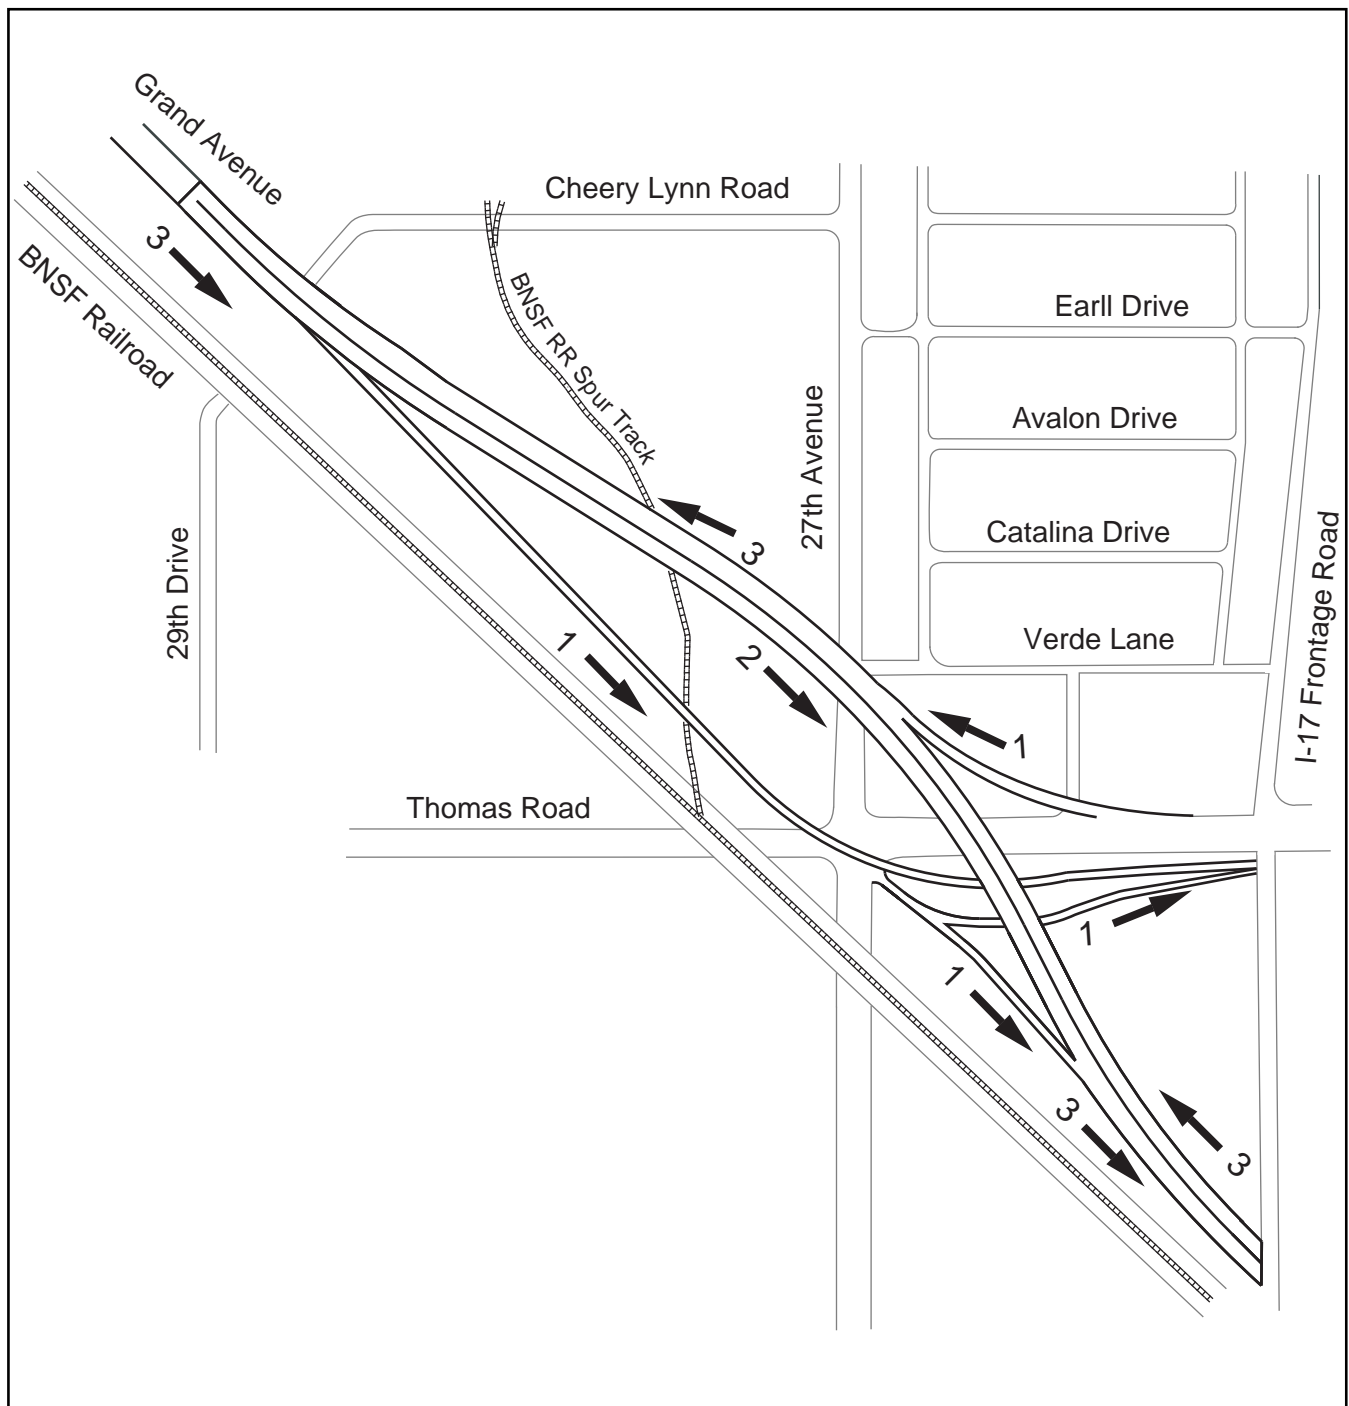 Grand Avenue
Cheery Lynn Road
3
BNSF Railroad
BNSF RR Spur Track
Earll Drive
27th Avenue
Avalon Drive
29th Drive
3
Catalina Drive
I-17 Frontage Road
1
2
Verde Lane
1
Thomas Road
1
1
3
3